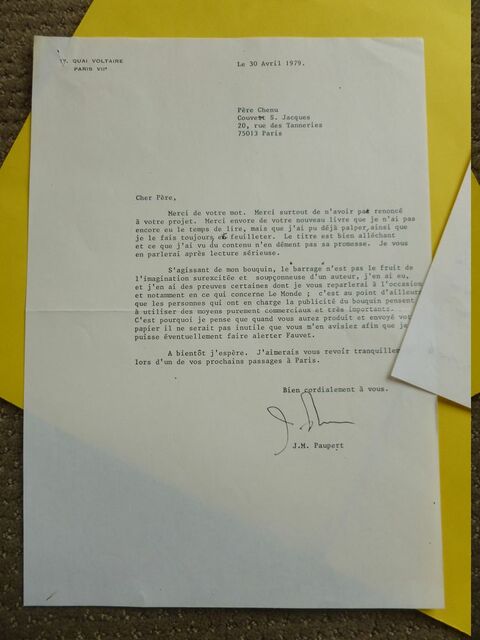 QUAI VOLTAIRE
PARIS VIIe
Le 30 Avril 1979.
Père Chenu
Couvent S. Jacques
20, rue des Tanneries
75013 Paris
Cher Père,
Merci de votre mot. Merci surtout de n'avoir pas renoncé
à votre projet. Merci envore de votre nouveau livre que je n'ai pas
encore eu le temps de lire, mais que j'ai pu déjà palper, ainsi que
je le fais toujours, et feuilleter. Le titre est bien alléchant
et ce que j'ai vu du contenu n'en dément pas sa promesse. Je vous
en parlerai après lecture sérieuse.
S'agissant de mon bouquin, le barrage n'est pas le fruit de
l'imagination surexcitée et soupçonneuse d'un auteur, j'en ai eu,
et j'en ai des preuves certaines dont je vous reparlerai à l'occasion
et notamment en ce qui concerne Le Monde ; c'est au point d'ailleurs
que les personnes qui ont en charge la publicité du bouquin pensent
à utiliser des moyens purement commerciaux et très importants.
C'est pourquoi je pense que quand vous aurez produit et envoyé vo
papier il ne serait pas inutile que vous m'en avisiez afin que je
puisse éventuellement faire alerter Fauvet.
A bientôt j'espère. J'aimerais vous revoir tranquillem
lors d'un de vos prochains passages à Paris.
Bien cordialement à vous.
J.M. Paupert